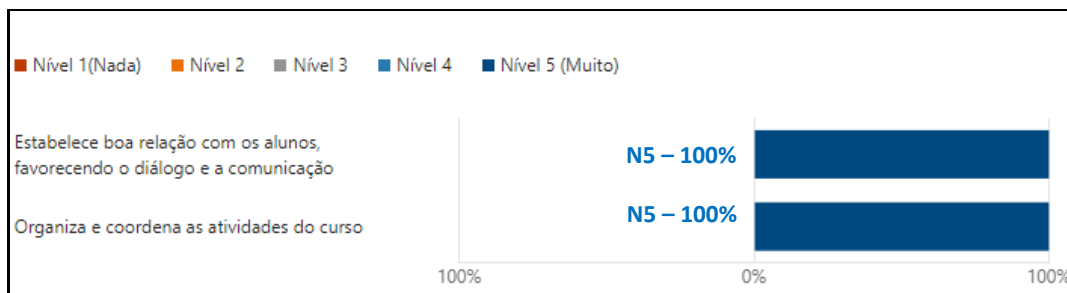 Nível 1(Nada) Nível 2 Nível 3 Nível 4 Nível 5 (Muito)
Estabelece boa relação com os alunos,
favorecendo o diálogo e a comunicação
N5 – 100%
Organiza e coordena as atividades do curso
N5 – 100%
100% 0% 100%